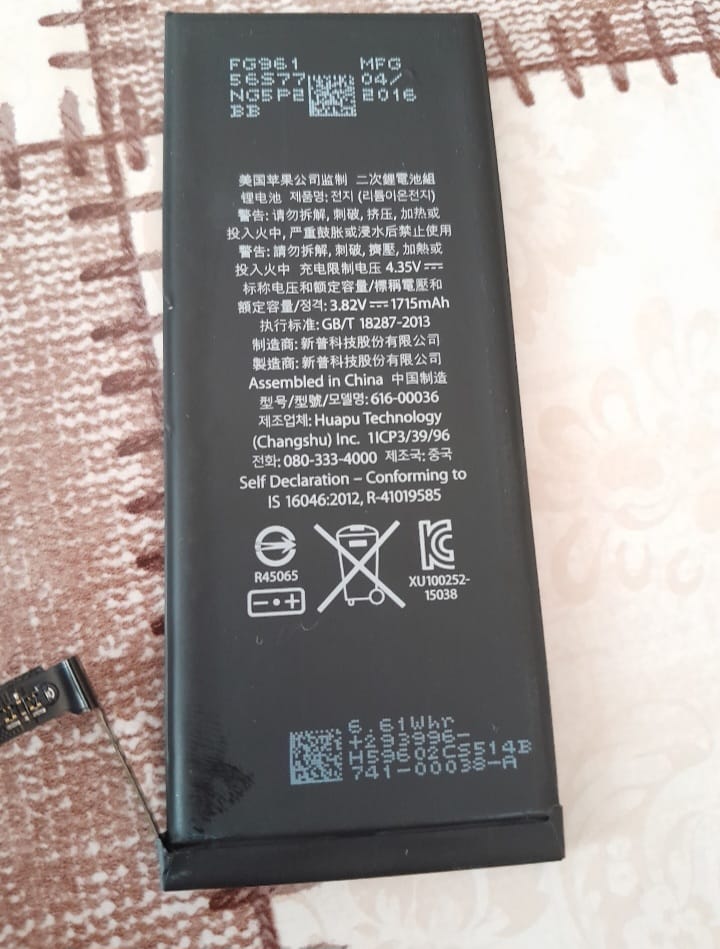 FG961 MFG
56S77 04/
NG5P2 2016
BB
美国苹果公司监制 二次鋰電池組
锂电池 제품명: 전지 (리튬이온전지)
警告: 请勿拆解, 刺破, 挤压, 加热或
投入火中, 严重鼓胀或浸水后禁止使用
警告: 請勿拆解, 刺破, 擠壓, 加熱或
投入火中 充电限制电压 4.35V
标称电压和额定容量/標稱電壓和
額定容量/정격: 3.82V 1715mAh
执行标准: GB/T 18287-2013
制造商: 新普科技股份有限公司
製造商: 新普科技股份有限公司
Assembled in China 中国制造
型号/型號/모델명: 616-00036
제조업체: Huapu Technology
(Changshu) Inc. 1ICP3/39/96
전화: 080-333-4000 제조국: 중국
Self Declaration – Conforming to
IS 16046:2012, R-41019585
R45065
XU100252-
15038
6.61Whr
+293996-
H59602CS514B
741-00038-A